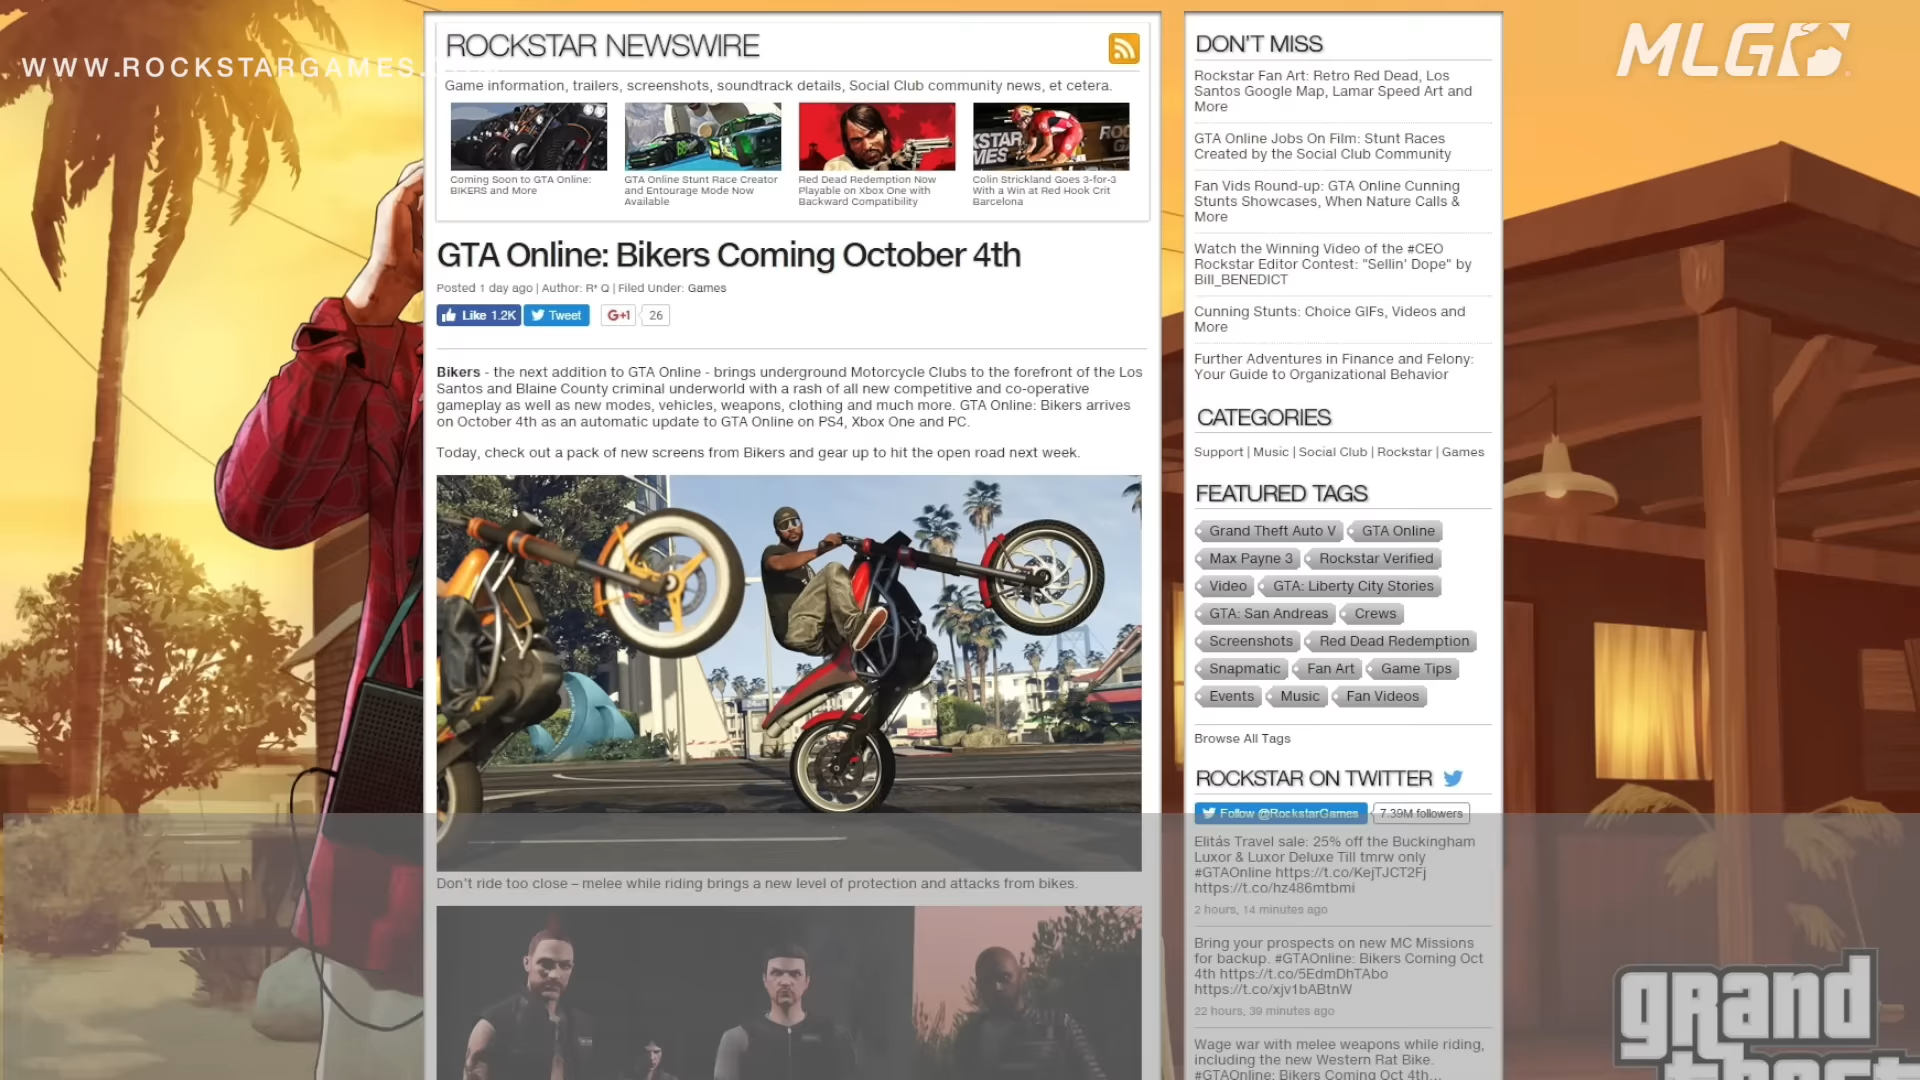 WWW.ROCKSTARGAMES.
MLG
ROCKSTAR NEWSWIRE
Game information, trailers, screenshots, soundtrack details, Social Club community news, et cetera.
Coming Soon to GTA Online:
BIKERS and More
GTA Online Stunt Race Creator
and Entourage Mode Now
Available
Red Dead Redemption Now
Playable on Xbox One with
Backward Compatibility
Colin Strickland Goes 3-for-3
With a Win at Red Hook Crit
Barcelona
GTA Online: Bikers Coming October 4th
Posted 1 day ago | Author: R* Q | Filed Under: Games
Like 1.2K
Tweet
G+1
26
Bikers - the next addition to GTA Online - brings underground Motorcycle Clubs to the forefront of the Los
Santos and Blaine County criminal underworld with a rash of all new competitive and co-operative
gameplay as well as new modes, vehicles, weapons, clothing and much more. GTA Online: Bikers arrives
on October 4th as an automatic update to GTA Online on PS4, Xbox One and PC.
Today, check out a pack of new screens from Bikers and gear up to hit the open road next week.
Don't ride too close – melee while riding brings a new level of protection and attacks from bikes.
DON'T MISS
Rockstar Fan Art: Retro Red Dead, Los
Santos Google Map, Lamar Speed Art and
More
GTA Online Jobs On Film: Stunt Races
Created by the Social Club Community
Fan Vids Round-up: GTA Online Cunning
Stunts Showcases, When Nature Calls &
More
Watch the Winning Video of the #CEO
Rockstar Editor Contest: "Sellin' Dope" by
Bill_BENEDICT
Cunning Stunts: Choice GIFs, Videos and
More
Further Adventures in Finance and Felony:
Your Guide to Organizational Behavior
CATEGORIES
Support | Music | Social Club | Rockstar | Games
FEATURED TAGS
Grand Theft Auto V GTA Online
Max Payne 3 Rockstar Verified
Video GTA: Liberty City Stories
GTA: San Andreas Crews
Screenshots Red Dead Redemption
Snapmatic Fan Art Game Tips
Events Music Fan Videos
Browse All Tags
ROCKSTAR ON TWITTER
Follow @RockstarGames 7.39M followers
Elitás Travel sale: 25% off the Buckingham
Luxor & Luxor Deluxe Till tmrw only
#GTAOnline https://t.co/KejTJCT2Fj
https://t.co/hz486mtbmi
2 hours, 14 minutes ago
Bring your prospects on new MC Missions
for backup. #GTAOnline: Bikers Coming Oct
4th https://t.co/5EdmDhTAbo
https://t.co/xjv1bABtnW
22 hours, 39 minutes ago
Wage war with melee weapons while riding,
including the new Western Rat Bike.
#GTAOnline: Bikers Coming Oct 4th...
grand
theft